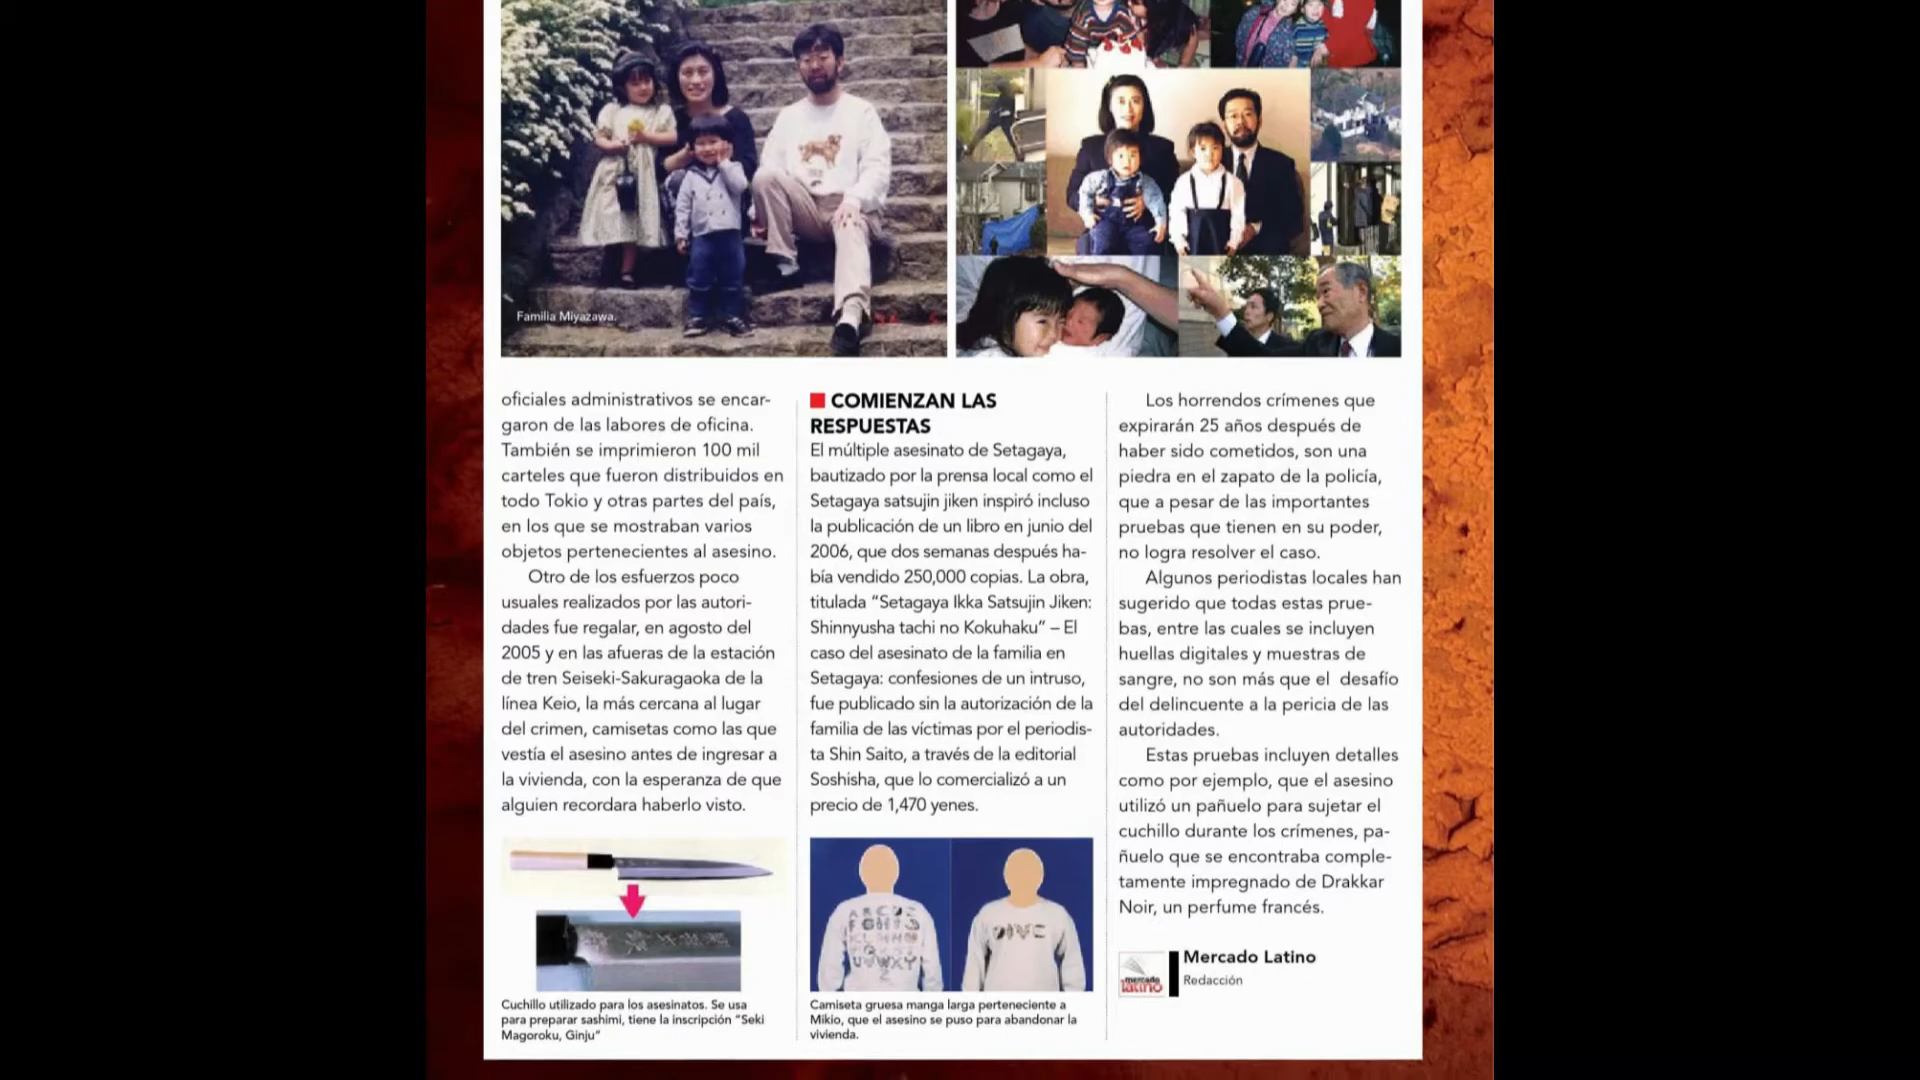 Familia Miyazawa.
oficiales administrativos se encar-
garon de las labores de oficina.
También se imprimieron 100 mil
carteles que fueron distribuidos en
todo Tokio y otras partes del país,
en los que se mostraban varios
objetos pertenecientes al asesino.
Otro de los esfuerzos poco
usuales realizados por las autori-
dades fue regalar, en agosto del
2005 y en las afueras de la estación
de tren Seiseki-Sakuragaoka de la
línea Keio, la más cercana al lugar
del crimen, camisetas como las que
vestía el asesino antes de ingresar a
la vivienda, con la esperanza de que
alguien recordara haberlo visto.
Cuchillo utilizado para los asesinatos. Se usa
para preparar sashimi, tiene la inscripción "Seki
Magoroku, Ginju"
COMIENZAN LAS
RESPUESTAS
El múltiple asesinato de Setagaya,
bautizado por la prensa local como el
Setagaya satsujin jiken inspiró incluso
la publicación de un libro en junio del
2006, que dos semanas después ha-
bía vendido 250,000 copias. La obra,
titulada "Setagaya Ikka Satsujin Jiken:
Shinnyusha tachi no Kokuhaku" – El
caso del asesinato de la familia en
Setagaya: confesiones de un intruso,
fue publicado sin la autorización de la
familia de las víctimas por el periodis-
ta Shin Saito, a través de la editorial
Soshisha, que lo comercializó a un
precio de 1,470 yenes.
Camiseta gruesa manga larga perteneciente a
Mikio, que el asesino se puso para abandonar la
vivienda.
Los horrendos crímenes que
expirarán 25 años después de
haber sido cometidos, son una
piedra en el zapato de la policía,
que a pesar de las importantes
pruebas que tienen en su poder,
no logra resolver el caso.
Algunos periodistas locales han
sugerido que todas estas prue-
bas, entre las cuales se incluyen
huellas digitales y muestras de
sangre, no son más que el desafío
del delincuente a la pericia de las
autoridades.
Estas pruebas incluyen detalles
como por ejemplo, que el asesino
utilizó un pañuelo para sujetar el
cuchillo durante los crímenes, pa-
ñuelo que se encontraba comple-
tamente impregnado de Drakkar
Noir, un perfume francés.
mercado
latino
Mercado Latino
Redacción